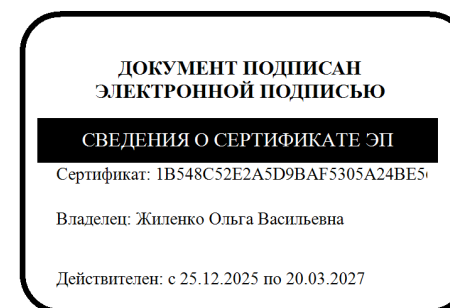 ДОКУМЕНТ ПОДПИСАН
ЭЛЕКТРОННОЙ ПОДПИСЬЮ
СВЕДЕНИЯ О СЕРТИФИКАТЕ ЭП
Сертификат: 1B548C52E2A5D9BAF5305A24BE5
Владелец: Жиленко Ольга Васильевна
Действителен: с 25.12.2025 по 20.03.2027